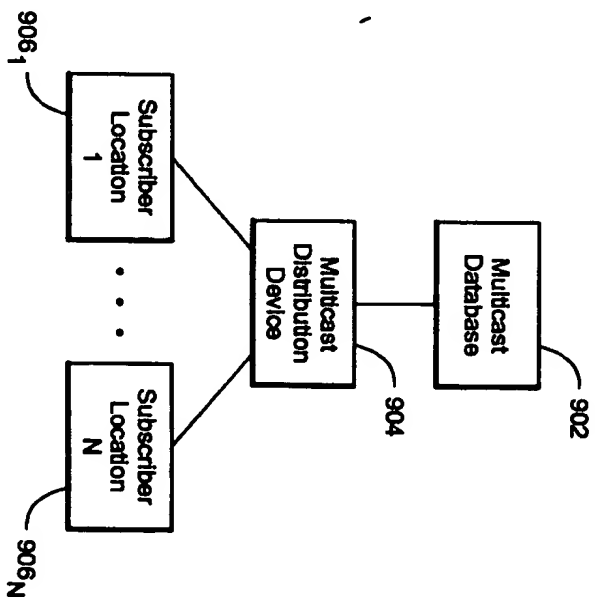 Multicast
Database
902
Multicast
Distribution
Device
904
Subscriber
Location
1
906₁
• • •
Subscriber
Location
N
906N